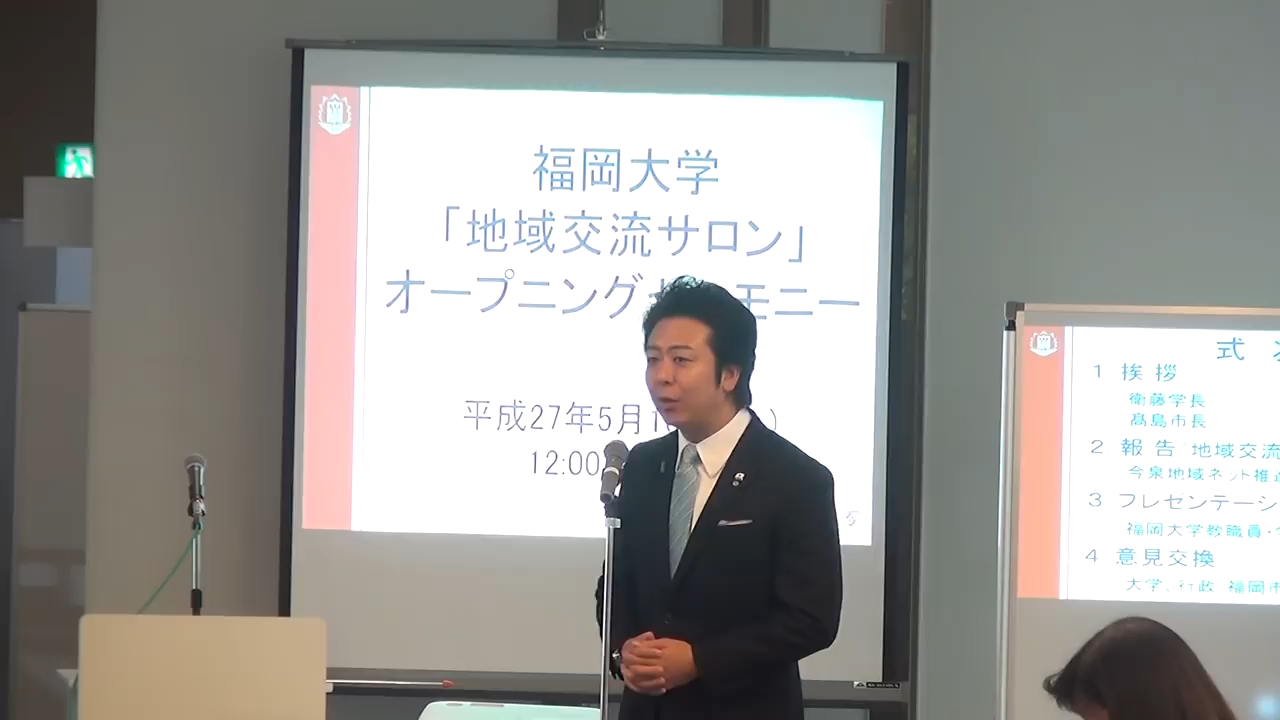 福岡大学
「地域交流サロン」
オープニング モニー
平成27年5月1
12:00
式
1 挨拶
衛藤学長
髙島市長
2 報告 地域交流
今泉地域ネット推進
3 プレゼンテーシ
福岡大学教職員・
4 意見交換
大学、行政 福岡市